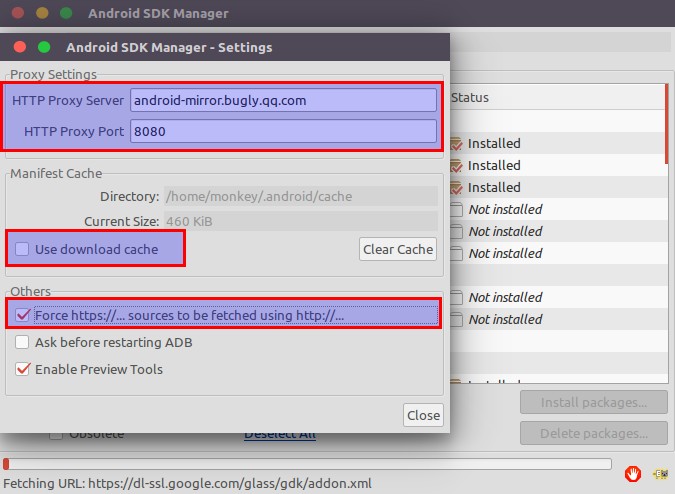 Android SDK Manager
Android SDK Manager - Settings
Proxy Settings
HTTP Proxy Server android-mirror.bugly.qq.com
HTTP Proxy Port 8080
Manifest Cache
Directory: /home/monkey/.android/cache
Current Size: 460 KiB
Use download cache
Clear Cache
Others
Force https://... sources to be fetched using http://...
Ask before restarting ADB
Enable Preview Tools
Close
Status
Installed
Installed
Installed
Not installed
Not installed
Not installed
Not installed
Not installed
Installed
Install packages...
Obsolete
Deselect All
Delete packages...
Fetching URL: https://dl-ssl.google.com/glass/gdk/addon.xml